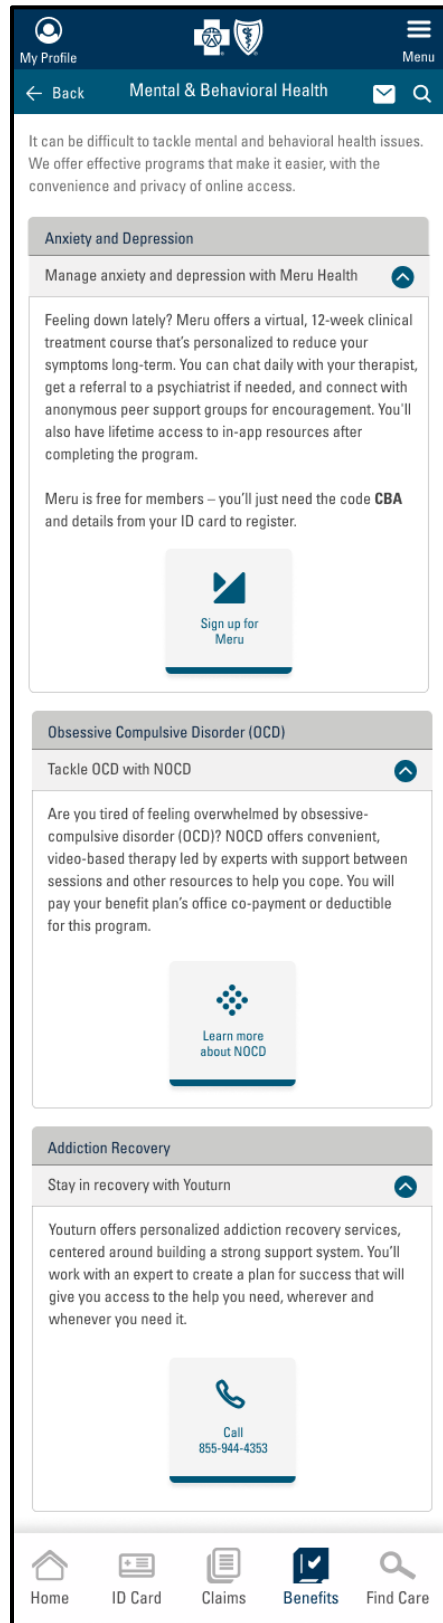 My Profile
Menu
Back
Mental & Behavioral Health
It can be difficult to tackle mental and behavioral health issues.
We offer effective programs that make it easier, with the
convenience and privacy of online access.
Anxiety and Depression
Manage anxiety and depression with Meru Health
Feeling down lately? Meru offers a virtual, 12-week clinical
treatment course that's personalized to reduce your
symptoms long-term. You can chat daily with your therapist,
get a referral to a psychiatrist if needed, and connect with
anonymous peer support groups for encouragement. You'll
also have lifetime access to in-app resources after
completing the program.
Meru is free for members – you'll just need the code CBA
and details from your ID card to register.
Sign up for
Meru
Obsessive Compulsive Disorder (OCD)
Tackle OCD with NOCD
Are you tired of feeling overwhelmed by obsessive-
compulsive disorder (OCD)? NOCD offers convenient,
video-based therapy led by experts with support between
sessions and other resources to help you cope. You will
pay your benefit plan's office co-payment or deductible
for this program.
Learn more
about NOCD
Addiction Recovery
Stay in recovery with Youturn
Youturn offers personalized addiction recovery services,
centered around building a strong support system. You'll
work with an expert to create a plan for success that will
give you access to the help you need, wherever and
whenever you need it.
Call
855-944-4353
Home
ID Card
Claims
Benefits
Find Care